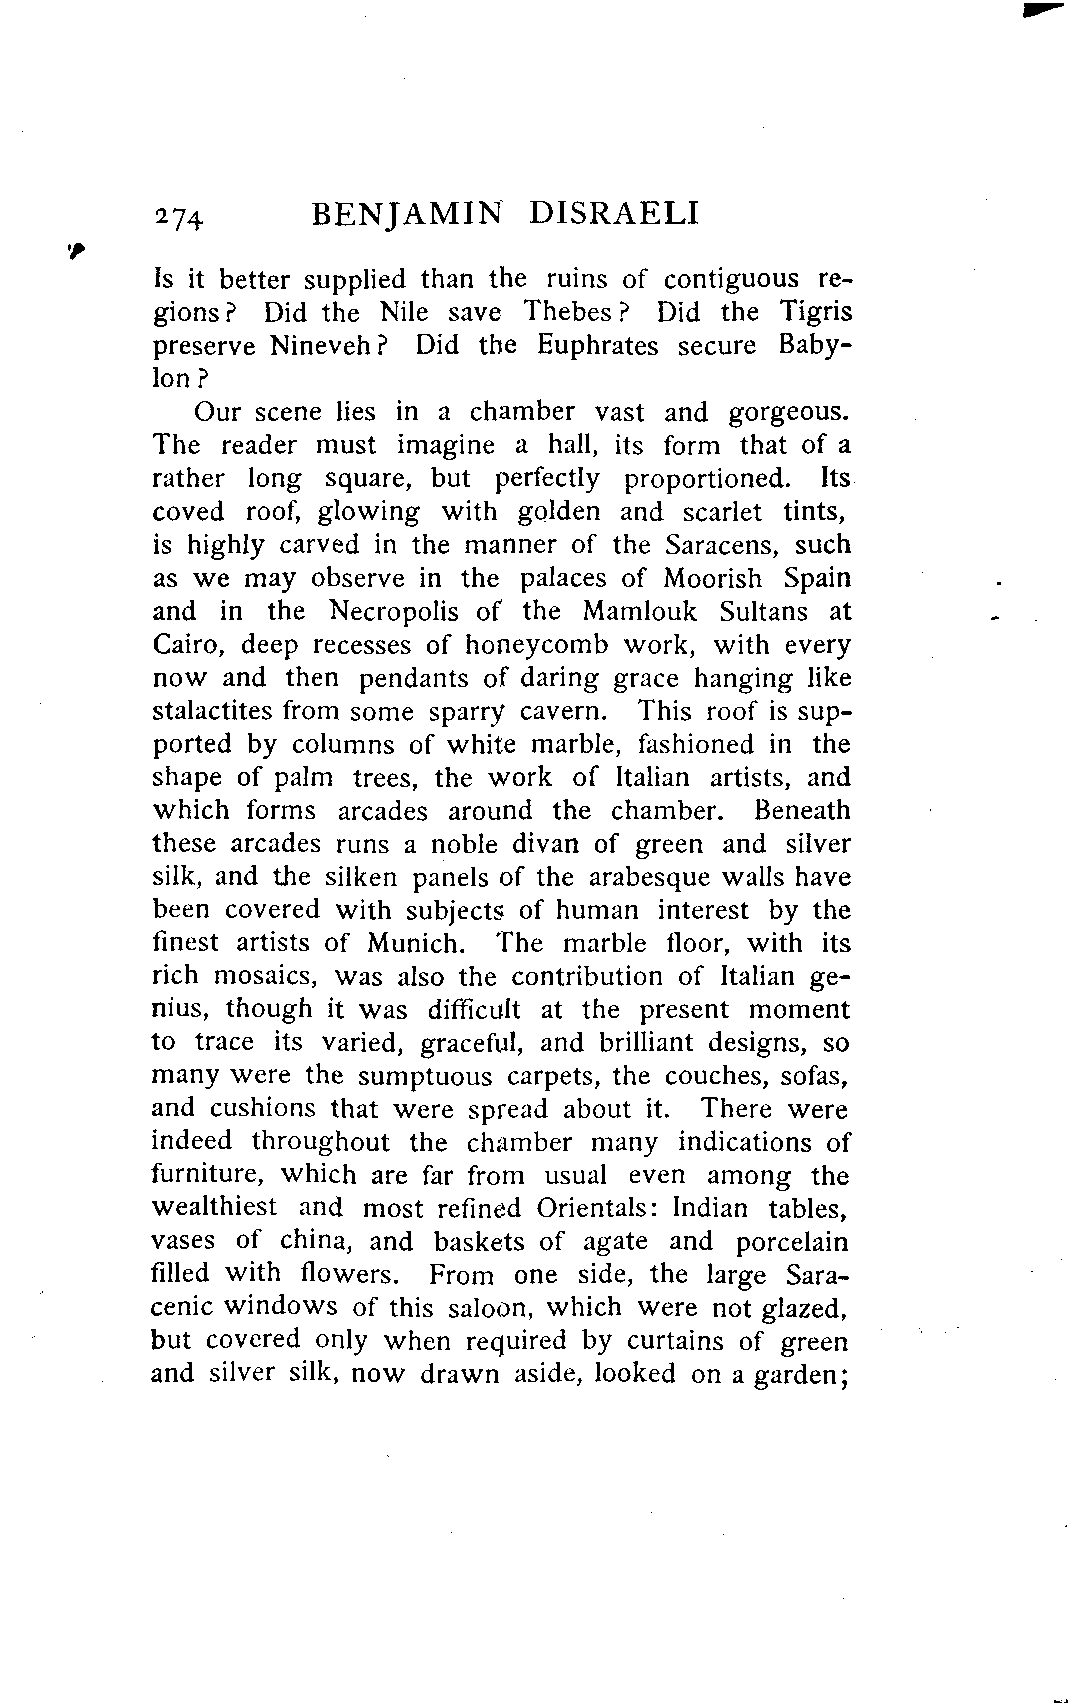 274 BENJAMIN DISRAELI
Is it better supplied than the ruins of contiguous re-
gions? Did the Nile save Thebes? Did the Tigris
preserve Nineveh? Did the Euphrates secure Baby-
lon?
Our scene lies in a chamber vast and gorgeous.
The reader must imagine a hall, its form that of a
rather long square, but perfectly proportioned. Its
coved roof, glowing with golden and scarlet tints,
is highly carved in the manner of the Saracens, such
as we may observe in the palaces of Moorish Spain
and in the Necropolis of the Mamlouk Sultans at
Cairo, deep recesses of honeycomb work, with every
now and then pendants of daring grace hanging like
stalactites from some sparry cavern. This roof is sup-
ported by columns of white marble, fashioned in the
shape of palm trees, the work of Italian artists, and
which forms arcades around the chamber. Beneath
these arcades runs a noble divan of green and silver
silk, and the silken panels of the arabesque walls have
been covered with subjects of human interest by the
finest artists of Munich. The marble floor, with its
rich mosaics, was also the contribution of Italian ge-
nius, though it was difficult at the present moment
to trace its varied, graceful, and brilliant designs, so
many were the sumptuous carpets, the couches, sofas,
and cushions that were spread about it. There were
indeed throughout the chamber many indications of
furniture, which are far from usual even among the
wealthiest and most refined Orientals: Indian tables,
vases of china, and baskets of agate and porcelain
filled with flowers. From one side, the large Sara-
cenic windows of this saloon, which were not glazed,
but covered only when required by curtains of green
and silver silk, now drawn aside, looked on a garden;